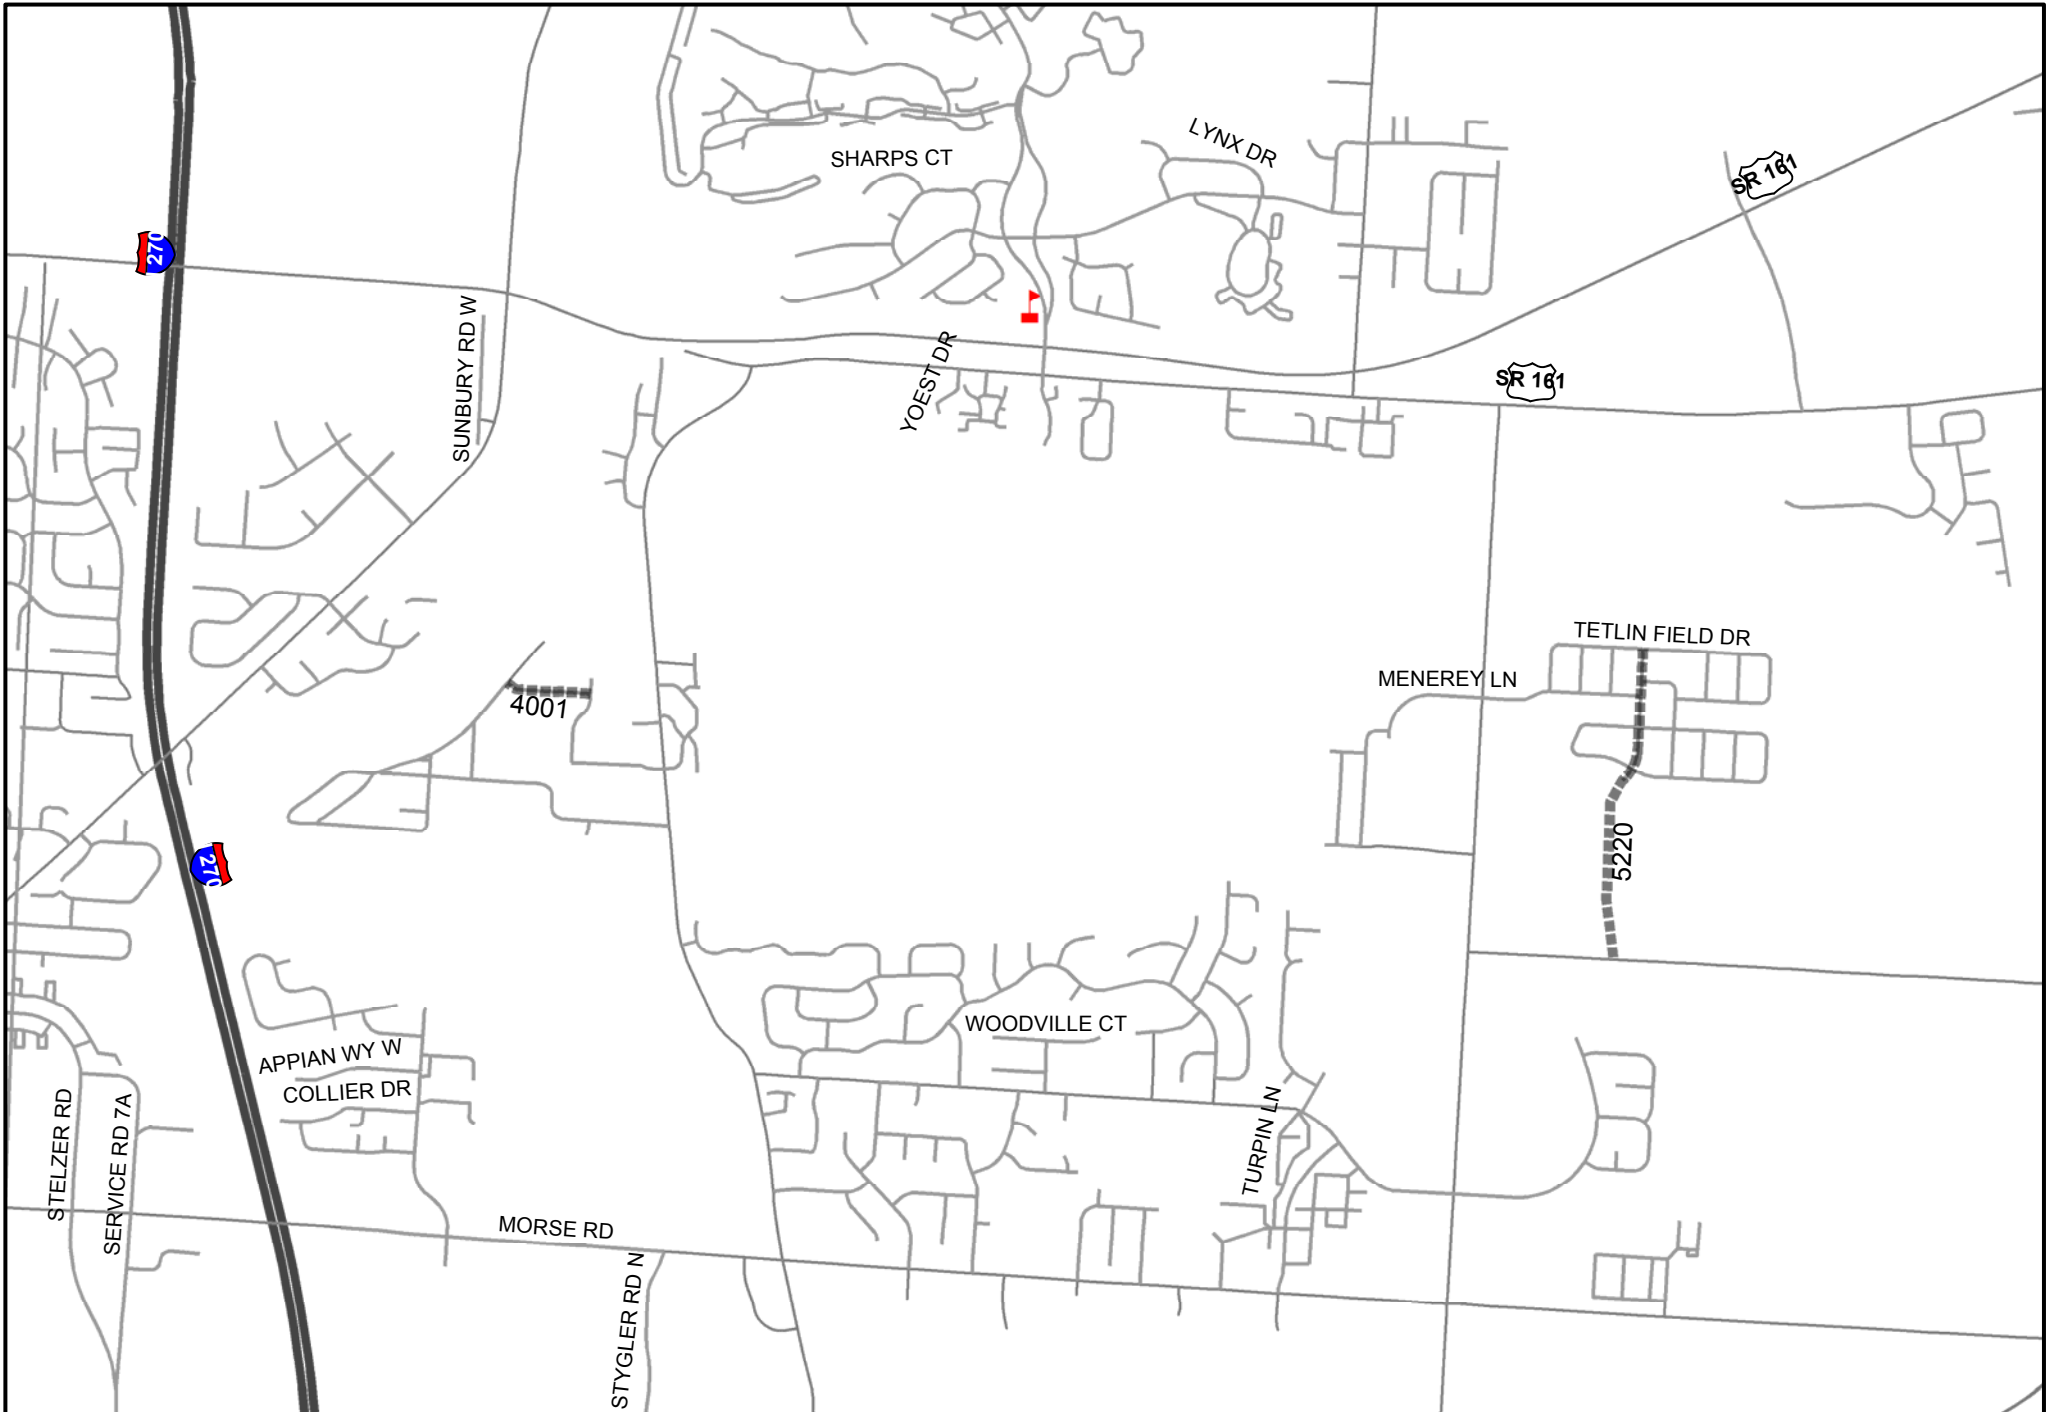 LYNX DR
SHARPS CT
SR 161
270
SUNBURY RD W
YOEST DR
SR 161
TETLIN FIELD DR
MENEREY LN
4001
5220
270
WOODVILLE CT
APPIAN WY W
COLLIER DR
STELZER RD
SERVICE RD 7A
TURPIN LN
MORSE RD
STYGLER RD N